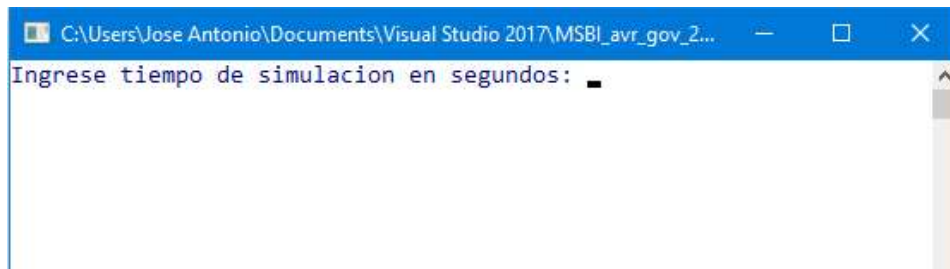 C:\Users\Jose Antonio\Documents\Visual Studio 2017\MSBI_avr_gov_2...
Ingrese tiempo de simulacion en segundos: